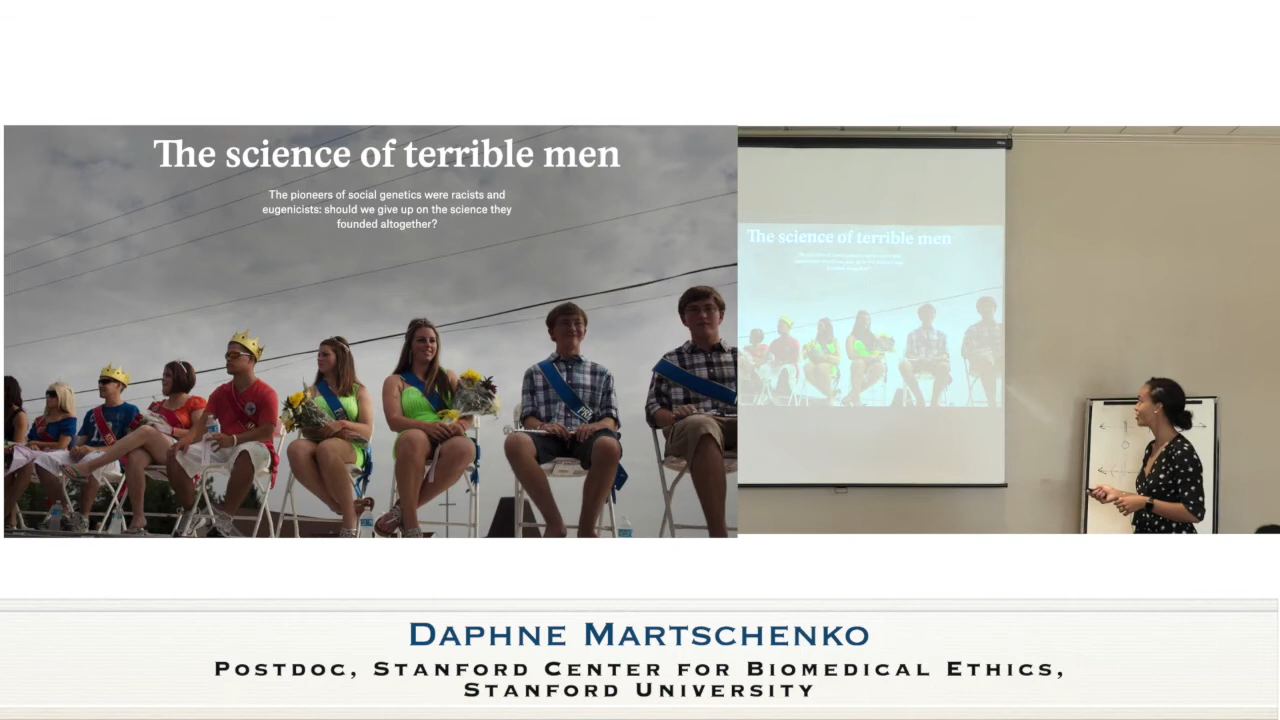 The science of terrible men
The pioneers of social genetics were racists and
eugenicists: should we give up on the science they
founded altogether?
The science of terrible men
DAPHNE MARTSCHENKO
POSTDOC, STANFORD CENTER FOR BIOMEDICAL ETHICS,
STANFORD UNIVERSITY